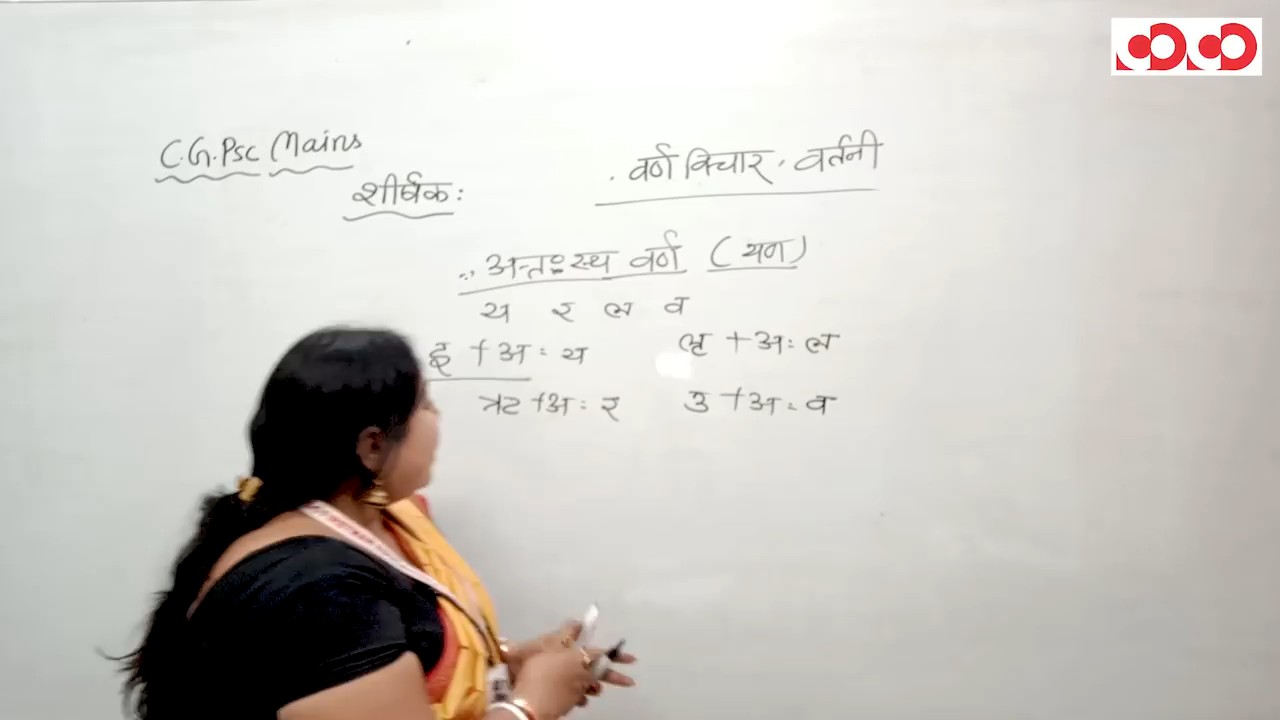 C.G.Psc Mains
शीर्षक: . वर्ण विचार, वर्तनी
अन्तःस्थ वर्ण (यण)
य र ल व
इ + अ = य लृ + अ = ल
ऋ + अ = र उ + अ = व